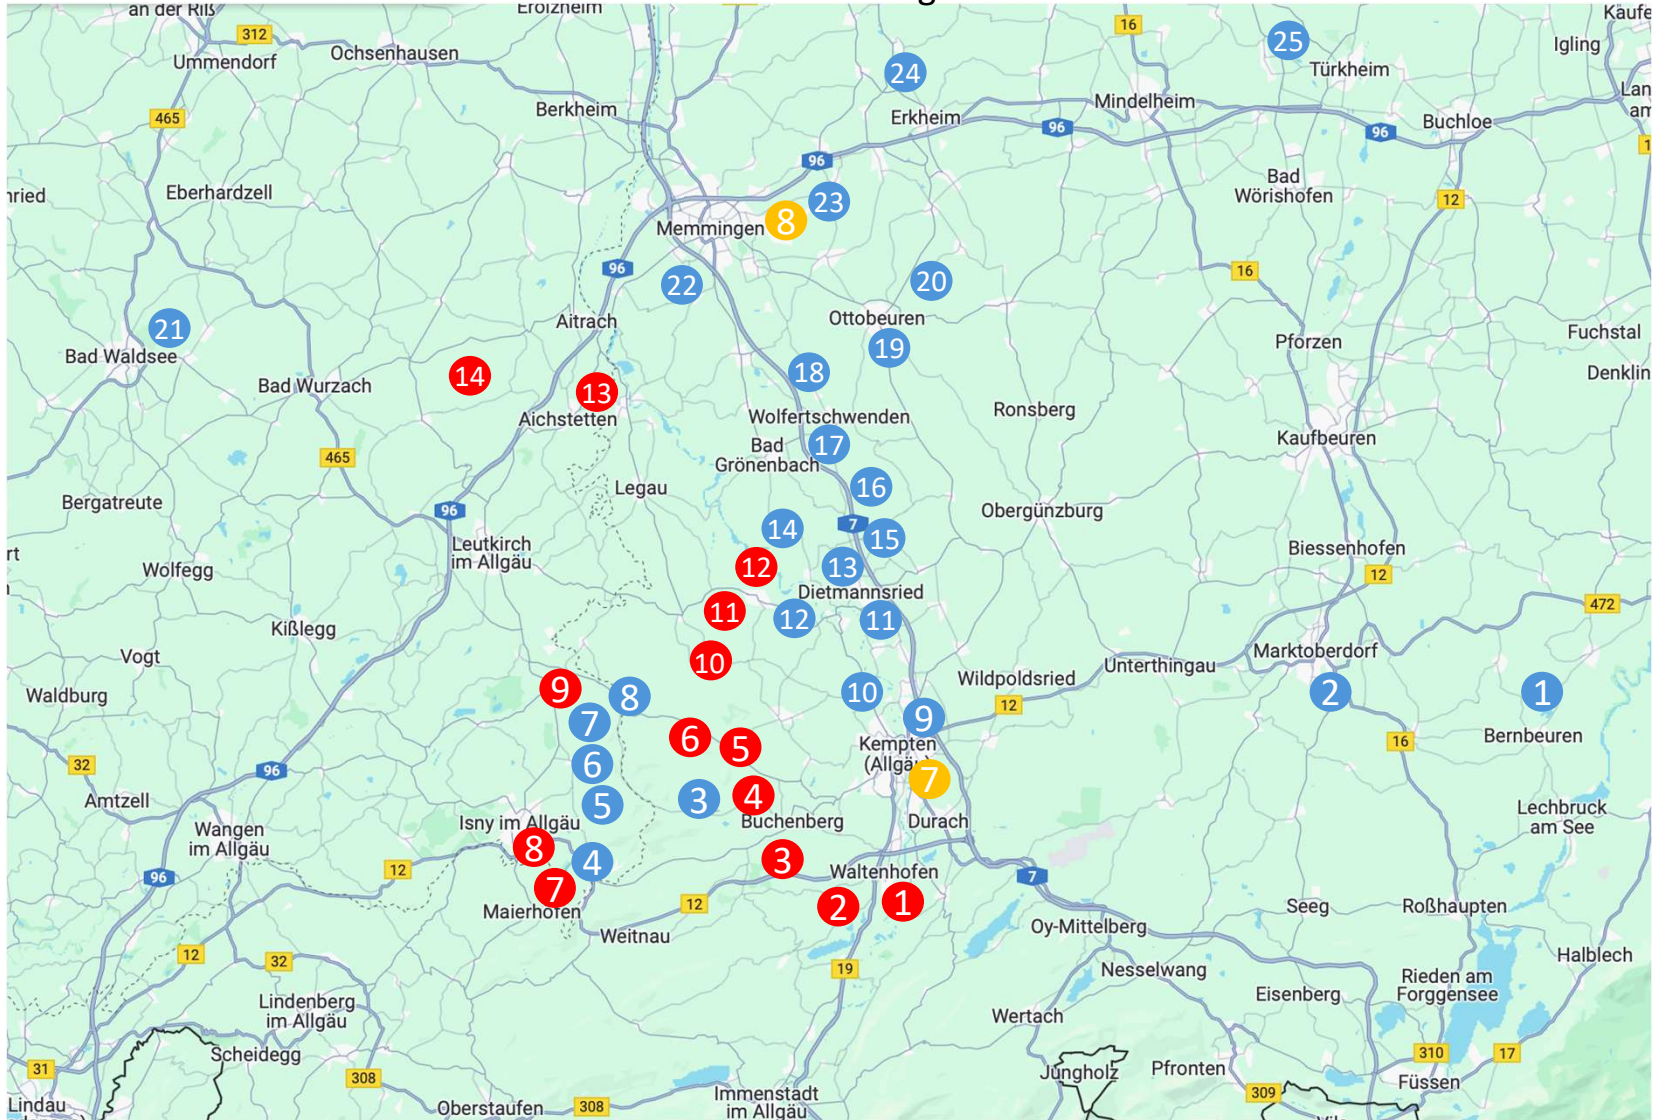 g
an der Riß
Erolzheim
Kaufe
312
16
25
Igling
Ochsenhausen
Ummendorf
24
Türkheim
Lan
am
Berkheim
Mindelheim
465
Erkheim
96
96
Buchloe
96
1
nried
Eberhardzell
23
Bad
Wörishofen
12
Memmingen
8
96
22
20
16
21
Aitrach
Ottobeuren
Fuchstal
Bad Waldsee
19
Pforzen
14
18
Denklin
Bad Wurzach
13
Aichstetten
Wolfertschwenden
Ronsberg
Kaufbeuren
465
Bad
Grönenbach
17
Bergatreute
Legau
16
96
7
Obergünzburg
rt
Leutkirch
im Allgäu
14
15
Biessenhofen
Wolfegg
12
13
12
Dietmannsried
472
11
12
11
Kißlegg
Vogt
10
Marktoberdorf
Waldburg
9
8
10
Wildpoldsried
Unterthingau
2
1
7
9
12
6
5
Kempten
(Allgäu
16
Bernbeuren
32
96
6
7
Amtzell
5
3
4
Lechbruck
am See
Wangen
im Allgäu
Isny im Allgäu
Buchenberg
Durach
8
4
3
12
96
7
Waltenhofen
7
Maierhöfen
12
2
1
Seeg
Roßhaupten
Weitnau
Oy-Mittelberg
12
32
19
Nesselwang
Halblech
Rieden am
Forggensee
Lindenberg
im Allgäu
Eisenberg
Wertach
Scheidegg
31
308
Jungholz
Pfronten
310
17
Füssen
Lindau
Oberstaufen
308
Immenstadt
im Allgäu
309